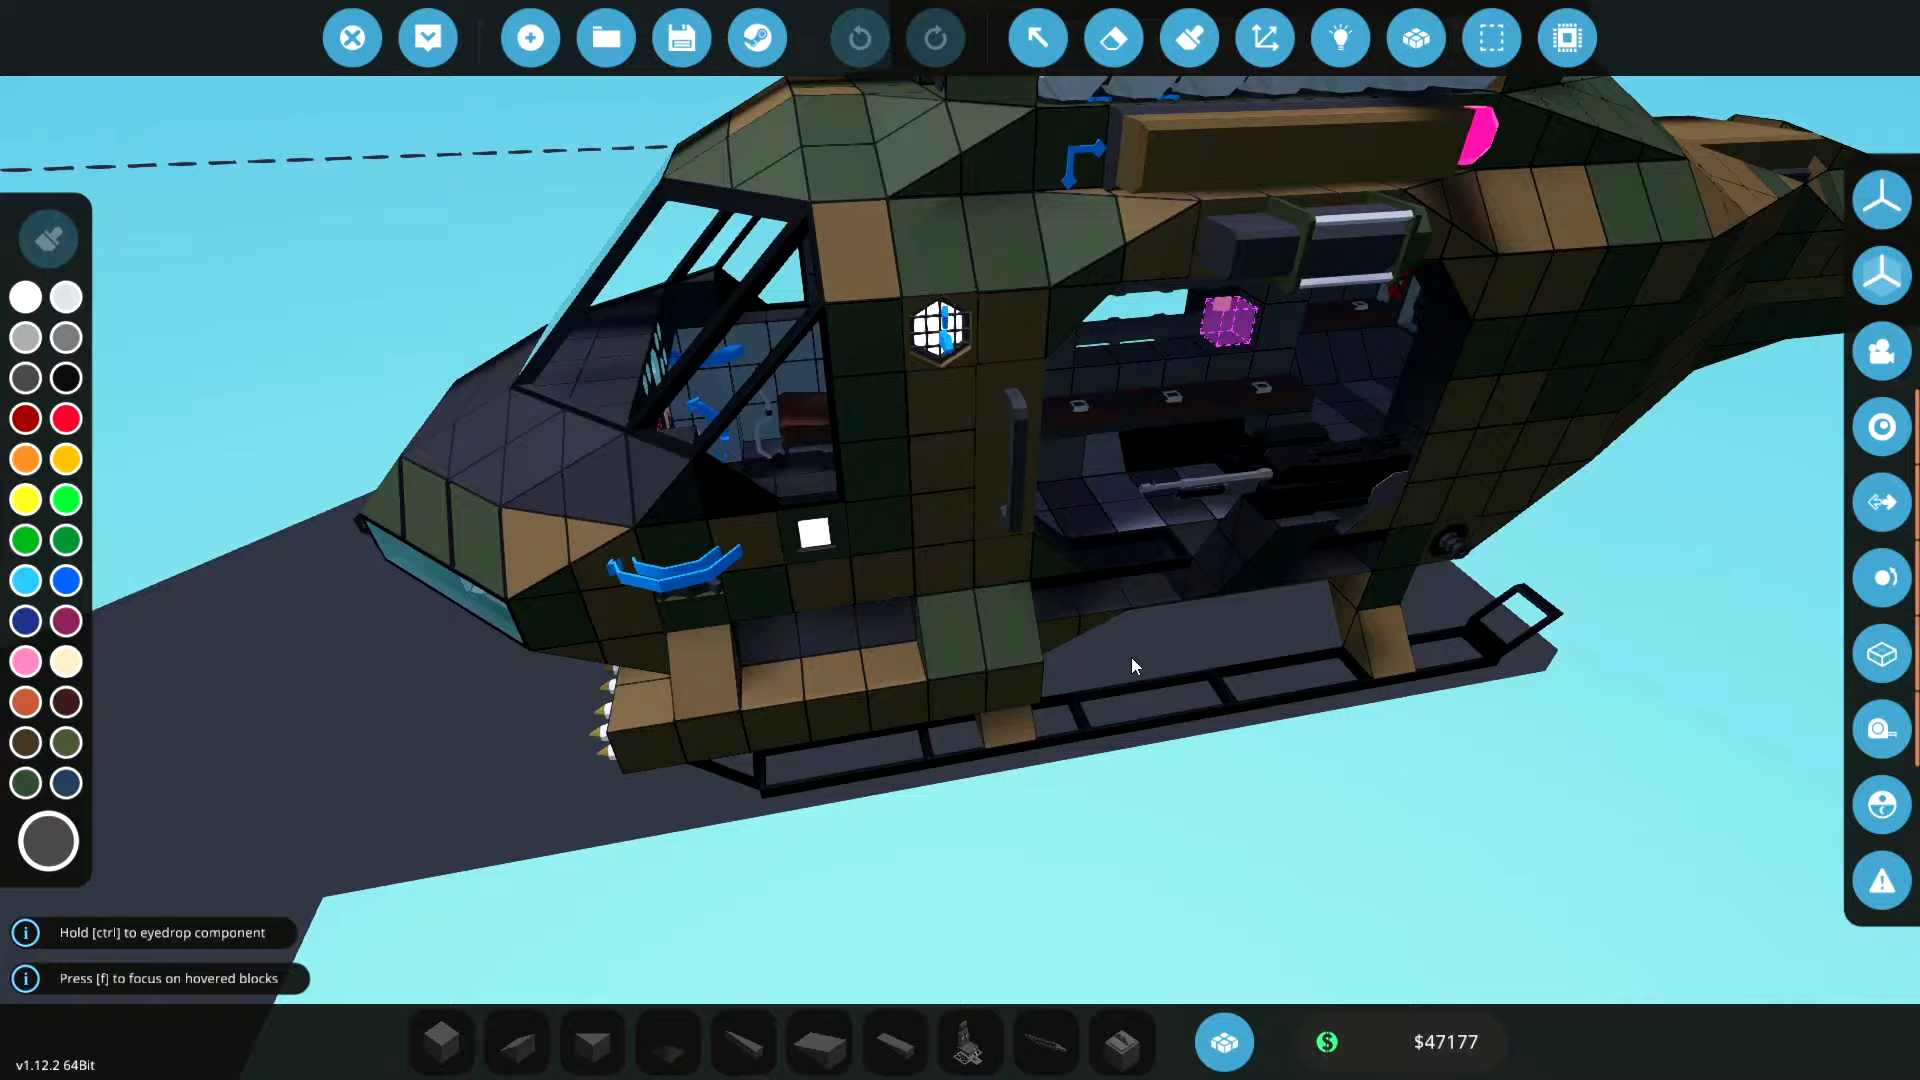 Hold [ctrl] to eyedrop component
Press [f] to focus on hovered blocks
v1.12.2 64Bit
$47177